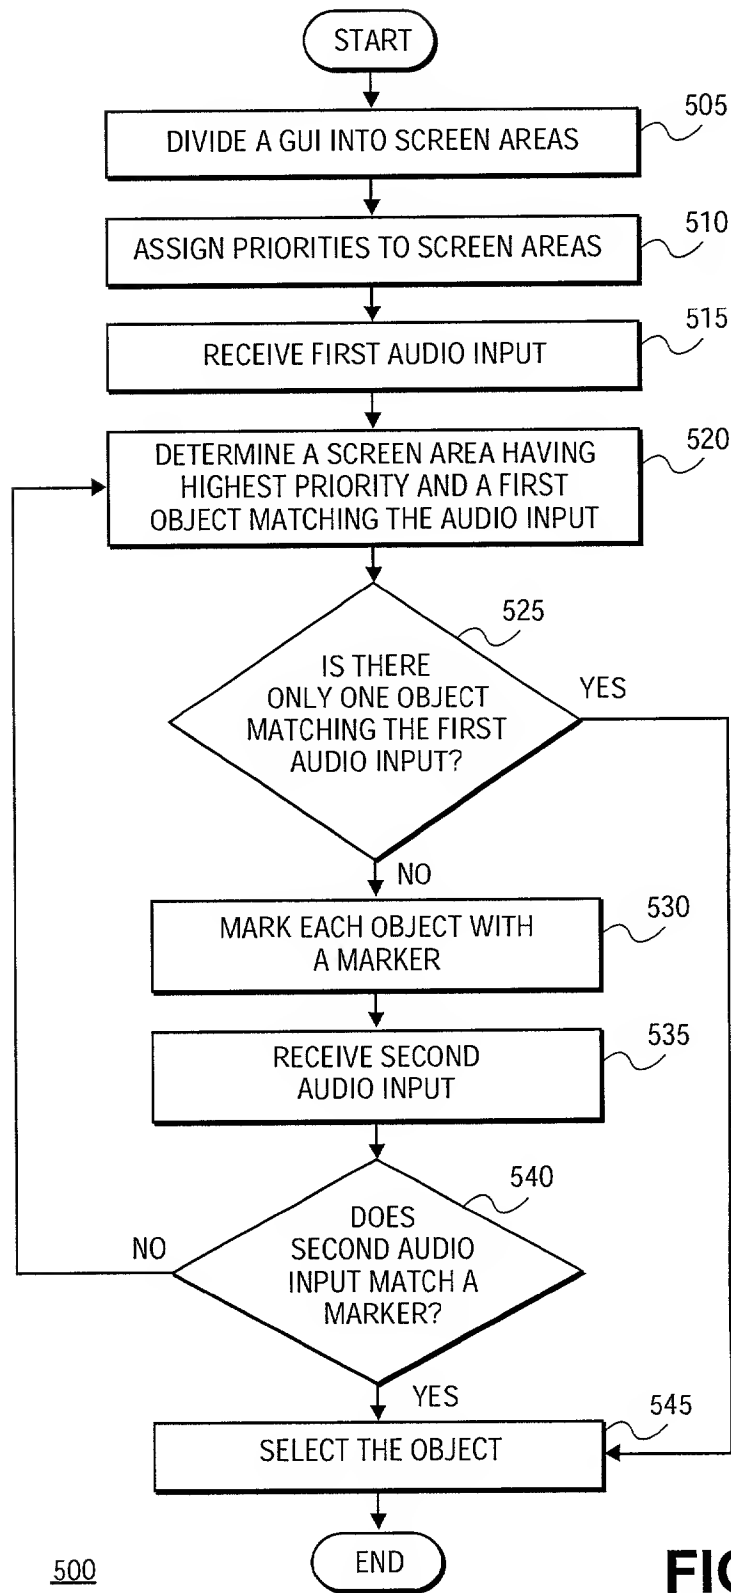 START
DIVIDE A GUI INTO SCREEN AREAS
505
ASSIGN PRIORITIES TO SCREEN AREAS
510
RECEIVE FIRST AUDIO INPUT
515
DETERMINE A SCREEN AREA HAVING
HIGHEST PRIORITY AND A FIRST
OBJECT MATCHING THE AUDIO INPUT
520
525
IS THERE
ONLY ONE OBJECT
MATCHING THE FIRST
AUDIO INPUT?
YES
NO
MARK EACH OBJECT WITH
A MARKER
530
RECEIVE SECOND
AUDIO INPUT
535
540
DOES
SECOND AUDIO
INPUT MATCH A
MARKER?
NO
YES
SELECT THE OBJECT
545
END
500
FIG